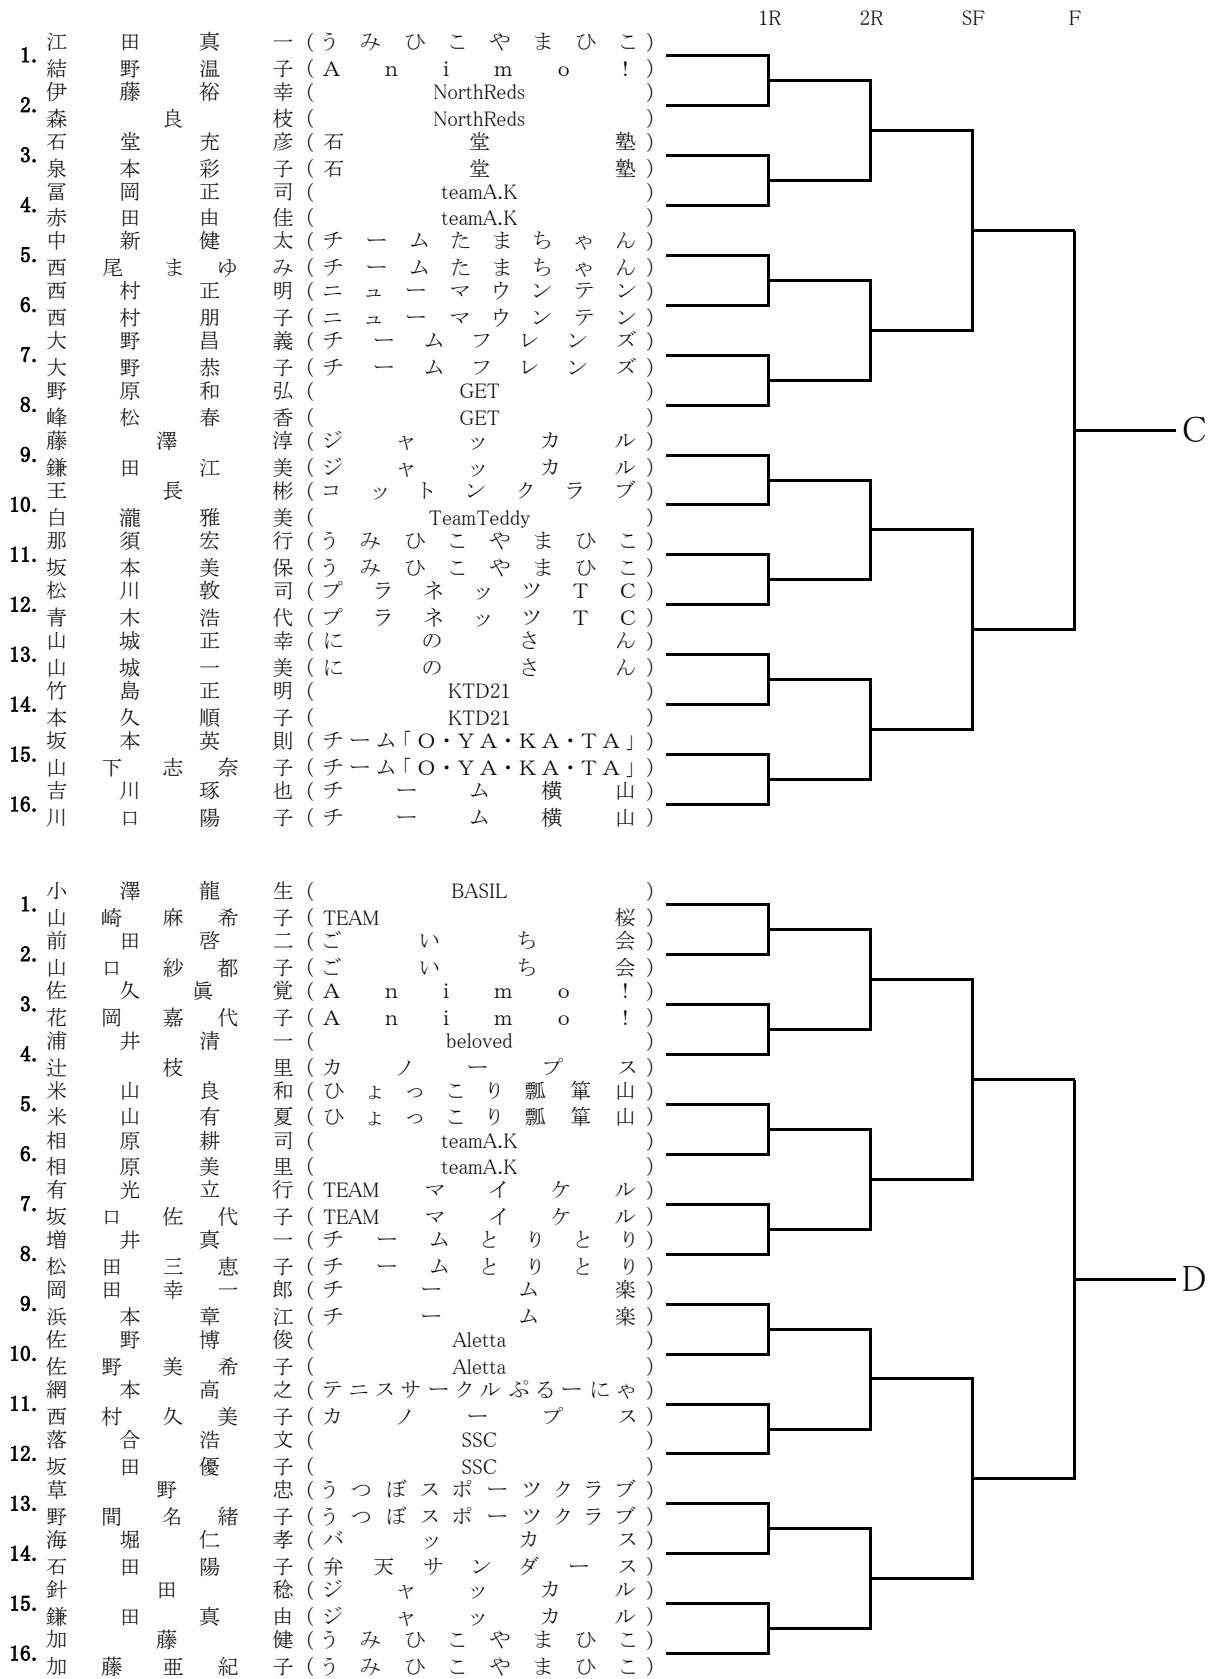 1R 2R SF F
江田真一(うみひこやまひこ)
1.
結野温子(Animo!)
伊藤裕幸(NorthReds)
2.
森良枝(NorthReds)
石堂充彦(石堂塾)
3.
泉本彩子(石堂塾)
冨岡正司(teamA.K)
4.
赤田由佳(teamA.K)
中新健太(チームたまちゃん)
5.
西尾まゆみ(チームたまちゃん)
西村正明(ニューマウンテン)
6.
西村朋子(ニューマウンテン)
大野昌義(チームフレンズ)
7.
大野恭子(チームフレンズ)
野原和弘(GET)
8.
峰松春香(GET)
C
藤澤淳(ジャッカル)
9.
鎌田江美(ジャッカル)
王長彬(コットンクラブ)
10.
白瀧雅美(TeamTeddy)
那須宏行(うみひこやまひこ)
11.
坂本美保(うみひこやまひこ)
松川敦司(プラネッツTC)
12.
青木浩代(プラネッツTC)
山城正幸(にのさん)
13.
山城一美(にのさん)
竹島正明(KTD21)
14.
本久順子(KTD21)
坂本英則(チーム「O・YA・KA・TA」)
15.
山下志奈子(チーム「O・YA・KA・TA」)
吉川琢也(チーム横山)
16.
川口陽子(チーム横山)
小澤龍生(BASIL)
1.
山崎麻希子(TEAM桜)
前田啓二(ごいち会)
2.
山口紗都子(ごいち会)
佐久眞覚(Animo!)
3.
花岡嘉代子(Animo!)
浦井清一(beloved)
4.
辻枝里(カノープス)
米山良和(ひょっこり瓢箪山)
5.
米山有夏(ひょっこり瓢箪山)
相原耕司(teamA.K)
6.
相原美里(teamA.K)
有光立行(TEAMマイケル)
7.
坂口佐代子(TEAMマイケル)
増井真一(チームとりとり)
8.
松田三恵子(チームとりとり)
D
岡田幸一郎(チーム楽)
9.
浜本章江(チーム楽)
佐野博俊(Aletta)
10.
佐野美希子(Aletta)
網本高之(テニスサークルぷるーにゃ)
11.
西村久美子(カノープス)
落合浩文(SSC)
12.
坂田優子(SSC)
草野忠(うつぼスポーツクラブ)
13.
野間名緒子(うつぼスポーツクラブ)
海堀仁孝(バッカス)
14.
石田陽子(弁天サンダース)
針田稔(ジャッカル)
15.
鎌田真由(ジャッカル)
加藤健(うみひこやまひこ)
16.
加藤亜紀子(うみひこやまひこ)